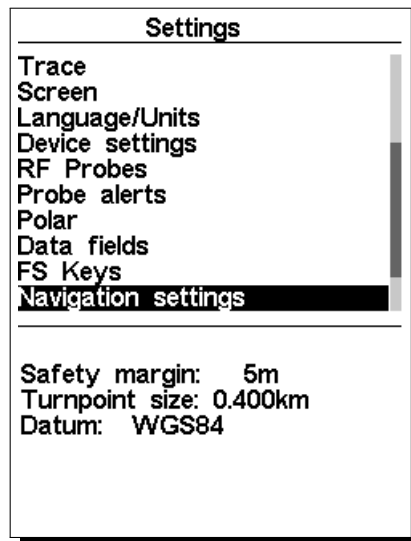 Settings
Trace
Screen
Language/Units
Device settings
RF Probes
Probe alerts
Polar
Data fields
FS Keys
Navigation settings
Safety margin: 5m
Turnpoint size: 0.400km
Datum: WGS84